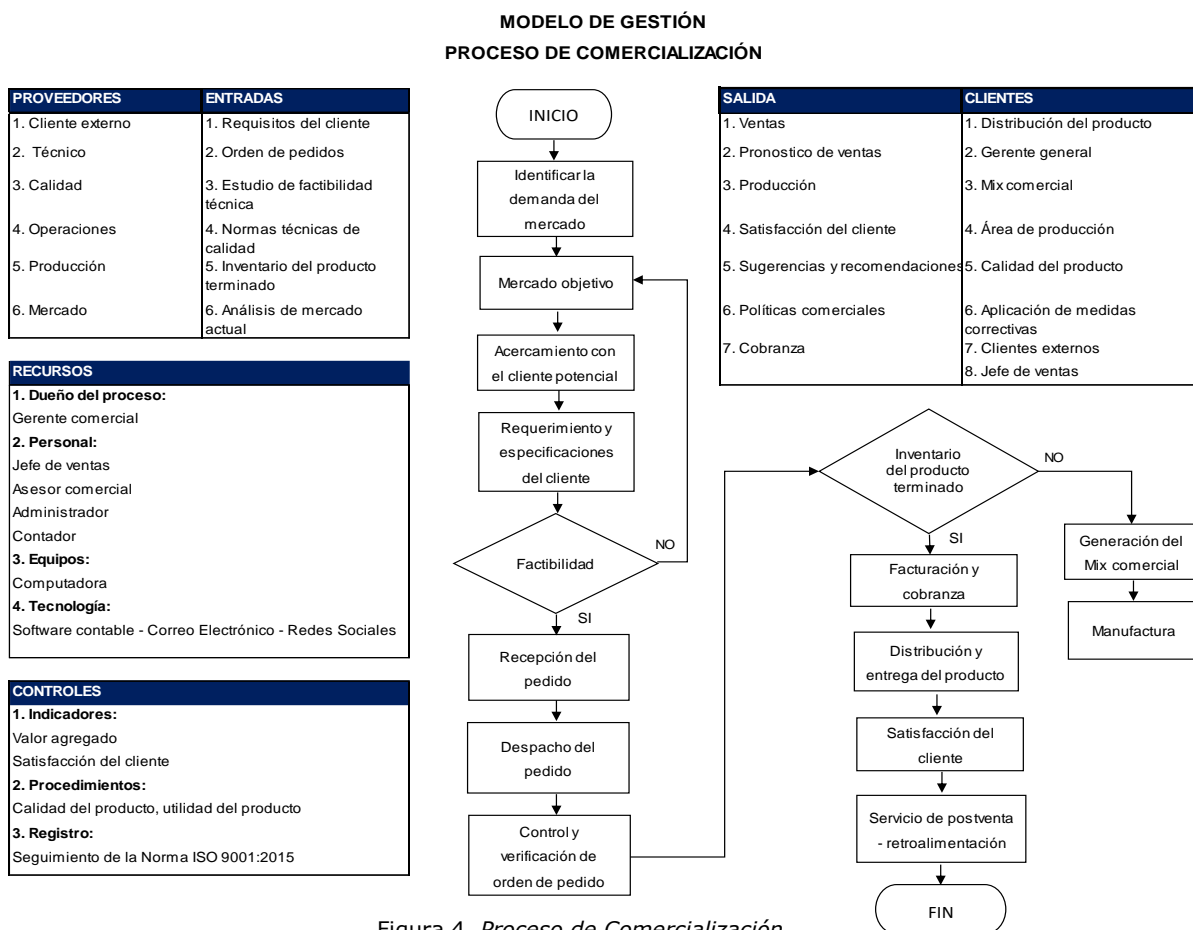 MODELO DE GESTIÓN
PROCESO DE COMERCIALIZACIÓN
PROVEEDORES ENTRADAS
1. Cliente externo 1. Requisitos del cliente
2. Técnico 2. Orden de pedidos
3. Calidad 3. Estudio de factibilidad
técnica
4. Operaciones 4. Normas técnicas de
calidad
5. Producción 5. Inventario del producto
terminado
6. Mercado 6. Análisis de mercado
actual
RECURSOS
1. Dueño del proceso:
Gerente comercial
2. Personal:
Jefe de ventas
Asesor comercial
Administrador
Contador
3. Equipos:
Computadora
4. Tecnología:
Software contable - Correo Electrónico - Redes Sociales
CONTROLES
1. Indicadores:
Valor agregado
Satisfacción del cliente
2. Procedimientos:
Calidad del producto, utilidad del producto
3. Registro:
Seguimiento de la Norma ISO 9001:2015
INICIO
Identificar la
demanda del
mercado
Mercado objetivo
Acercamiento con
el cliente potencial
Requerimiento y
especificaciones
del cliente
Factibilidad
NO
SI
Recepción del
pedido
Despacho del
pedido
Control y
verificación de
orden de pedido
SALIDA CLIENTES
1. Ventas 1. Distribución del producto
2. Pronostico de ventas 2. Gerente general
3. Producción 3. Mix comercial
4. Satisfacción del cliente 4. Área de producción
5. Sugerencias y recomendaciones 5. Calidad del producto
6. Políticas comerciales 6. Aplicación de medidas
correctivas
7. Cobranza 7. Clientes externos
8. Jefe de ventas
Inventario
del producto
terminado
NO
SI
Generación del
Mix comercial
Manufactura
Facturación y
cobranza
Distribución y
entrega del producto
Satisfacción del
cliente
Servicio de postventa
- retroalimentación
FIN
Figura 4. Proceso de Comercialización